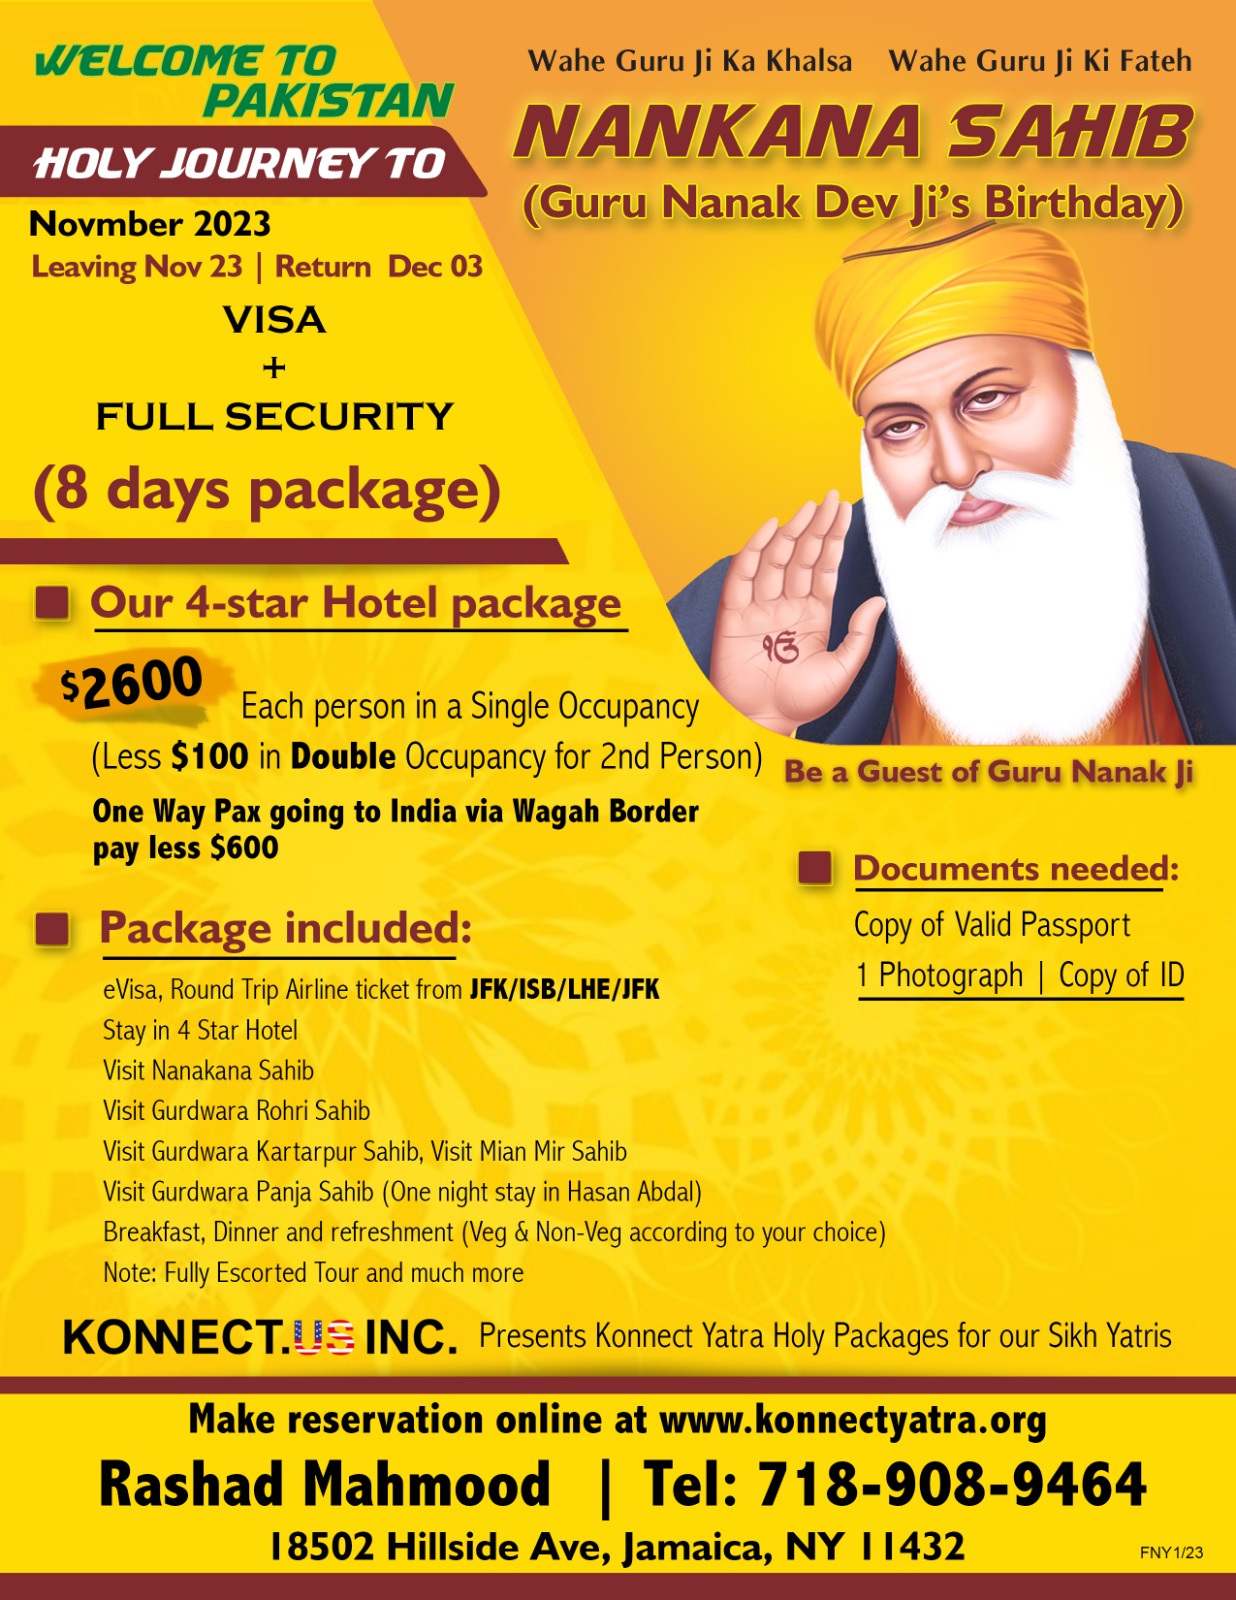 WELCOME TO
PAKISTAN
HOLY JOURNEY TO
Wahe Guru Ji Ka Khalsa Wahe Guru Ji Ki Fateh
NANKANA SAHIB
(Guru Nanak Dev Ji's Birthday)
Novmber 2023
Leaving Nov 23 | Return Dec 03
VISA
+
FULL SECURITY
(8 days package)
Our 4-star Hotel package
$2600
Each person in a Single Occupancy
(Less $100 in Double Occupancy for 2nd Person)
One Way Pax going to India via Wagah Border
pay less $600
ੴ
Be a Guest of Guru Nanak Ji
Documents needed:
Copy of Valid Passport
1 Photograph | Copy of ID
Package included:
eVisa, Round Trip Airline ticket from JFK/ISB/LHE/JFK
Stay in 4 Star Hotel
Visit Nanakana Sahib
Visit Gurdwara Rohri Sahib
Visit Gurdwara Kartarpur Sahib, Visit Mian Mir Sahib
Visit Gurdwara Panja Sahib (One night stay in Hasan Abdal)
Breakfast, Dinner and refreshment (Veg & Non-Veg according to your choice)
Note: Fully Escorted Tour and much more
KONNECT.US INC. Presents Konnect Yatra Holy Packages for our Sikh Yatris
Make reservation online at www.konnectyatra.org
Rashad Mahmood | Tel: 718-908-9464
18502 Hillside Ave, Jamaica, NY 11432
FNY1/23